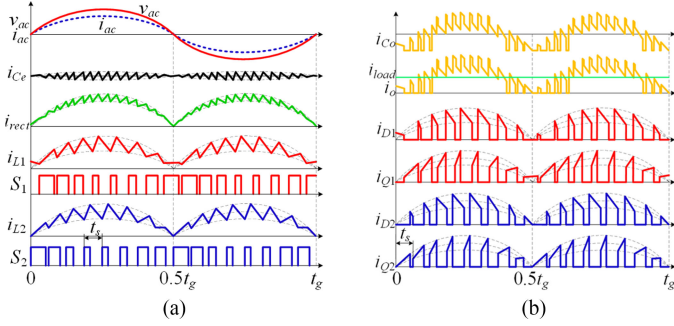 v_ac
i_ac
v_ac
i_ac
i_Ce
i_rect
i_L1
S_1
i_L2
t_s
S_2
0
0.5t_g
t_g
(a)
i_Co
i_load
i_o
i_D1
i_Q1
i_D2
t_s
i_Q2
0
0.5t_g
t_g
(b)